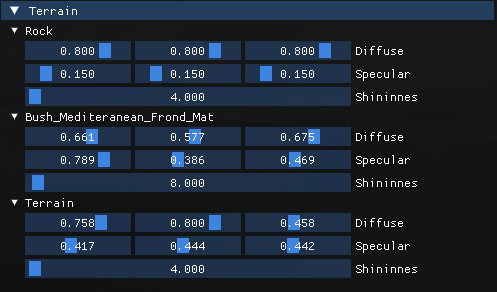 Terrain
Rock
0.800 0.800 0.800 Diffuse
0.150 0.150 0.150 Specular
4.000 Shininnes
Bush_Mediteranean_Frond_Mat
0.661 0.577 0.675 Diffuse
0.789 0.386 0.469 Specular
8.000 Shininnes
Terrain
0.758 0.800 0.458 Diffuse
0.417 0.444 0.442 Specular
4.000 Shininnes